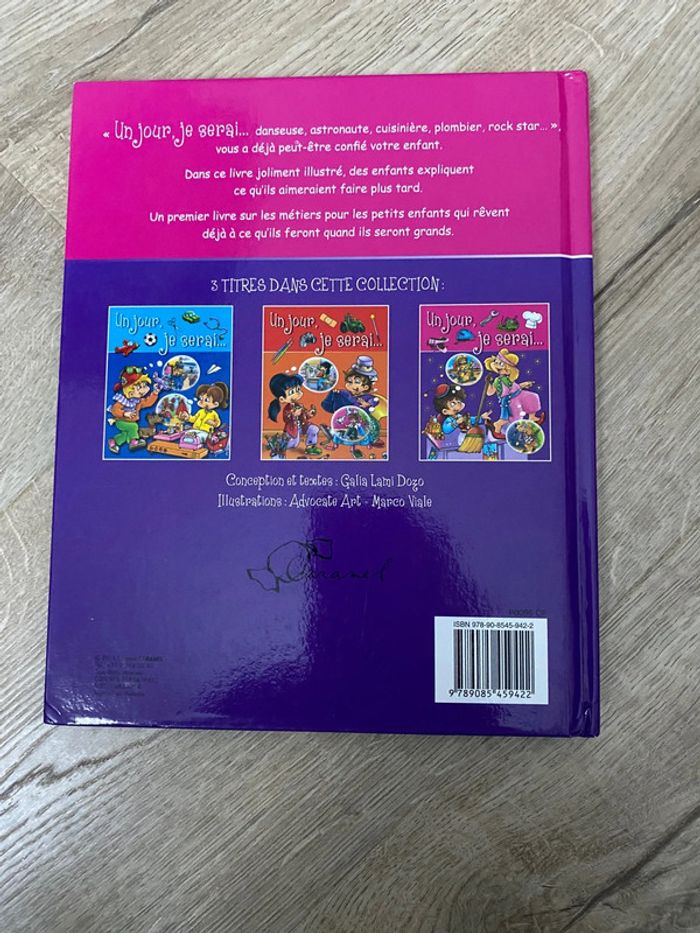 « Un jour, je serai... danseuse, astronaute, cuisinière, plombier, rock star... »,
vous a déjà peut-être confié votre enfant.
Dans ce livre joliment illustré, des enfants expliquent
ce qu'ils aimeraient faire plus tard.
Un premier livre sur les métiers pour les petits enfants qui rêvent
déjà à ce qu'ils feront quand ils seront grands.
3 TITRES DANS CETTE COLLECTION :
Un jour,
je serai...
Un jour,
je serai...
Un jour,
je serai...
Conception et textes : Galia Lami Dozo
Illustrations : Advocate Art - Marco Viale
Caramel
ISBN 978-90-8545-942-2
9 789085 459422